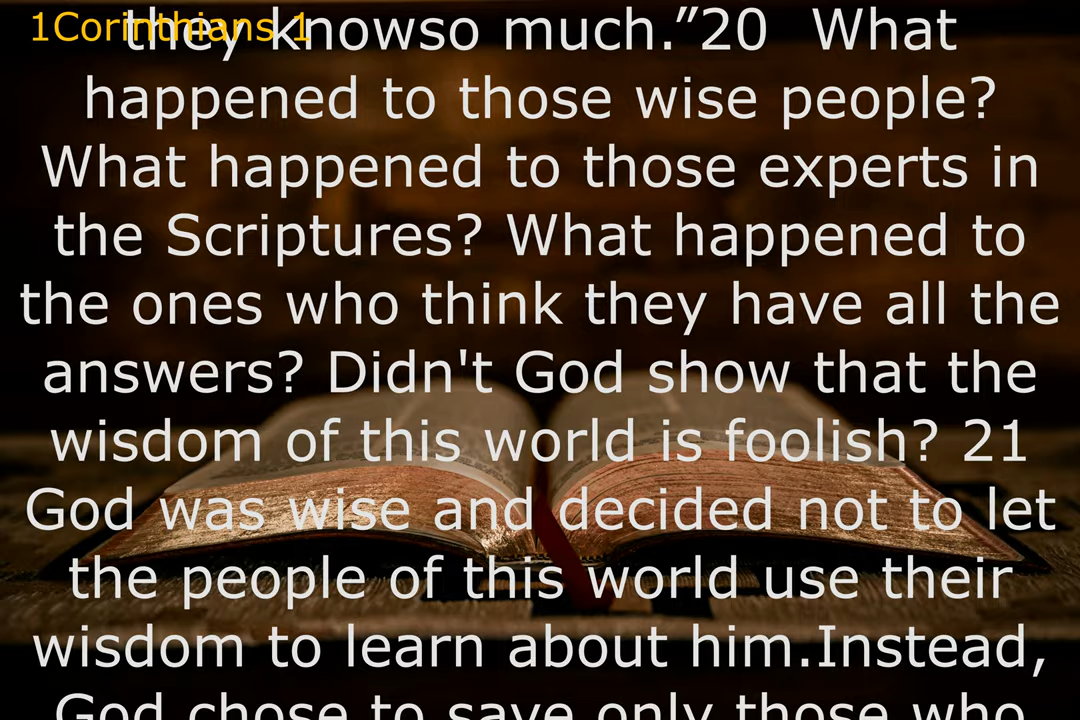 1Corinthians 1
they knowso much.”20 What
happened to those wise people?
What happened to those experts in
the Scriptures? What happened to
the ones who think they have all the
answers? Didn't God show that the
wisdom of this world is foolish? 21
God was wise and decided not to let
the people of this world use their
wisdom to learn about him.Instead,
God chose to save only those who